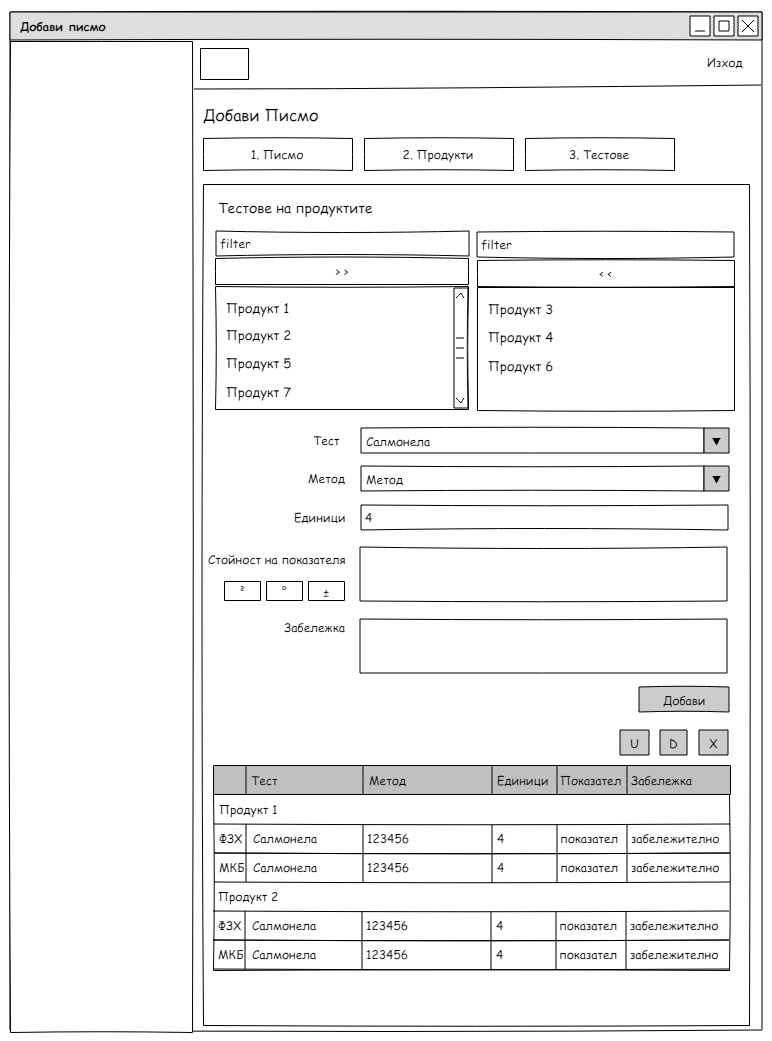 Добави писмо
Изход
Добави Писмо
1. Писмо 2. Продукти 3. Тестове
Тестове на продуктите
filter filter
>> <<
Продукт 1 Продукт 3
Продукт 2 Продукт 4
Продукт 5 Продукт 6
Продукт 7
Тест Салмонела
Метод Метод
Единици 4
Стойност на показателя
² ° ±
Забележка
Добави
U D X
Тест Метод Единици Показател Забележка
Продукт 1
ФЗХ Салмонела 123456 4 показател забележително
МКБ Салмонела 123456 4 показател забележително
Продукт 2
ФЗХ Салмонела 123456 4 показател забележително
МКБ Салмонела 123456 4 показател забележително